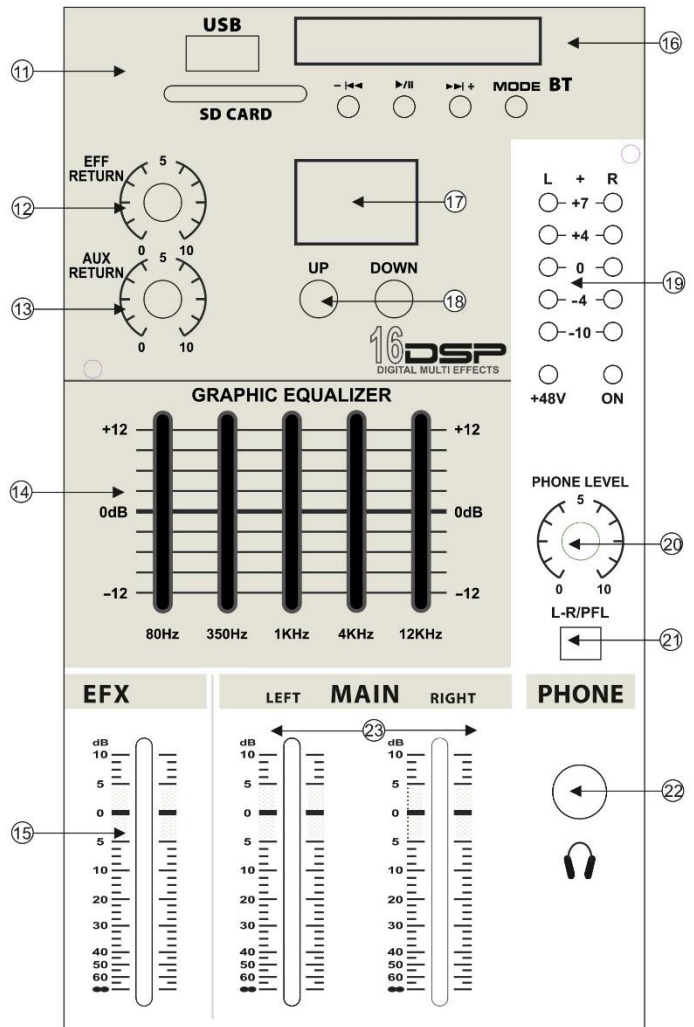 USB
16
11
− |◀◀ ▶/II ▶▶| + MODE BT
SD CARD
EFF RETURN
5
0 10
12
AUX RETURN
5
0 10
13
17
UP DOWN
18
16 DSP
DIGITAL MULTI EFFECTS
L + R
+7
+4
0
19
−4
−10
+48V ON
GRAPHIC EQUALIZER
+12 +12
14
0dB 0dB
−12 −12
80Hz 350Hz 1KHz 4KHz 12KHz
PHONE LEVEL
5
20
0 10
L-R/PFL
21
EFX
LEFT MAIN RIGHT
PHONE
23
dB dB dB
10 10 10
5 5 5
22
0 0 0
15
5 5 5
10 10 10
20 20 20
30 30 30
40 40 40
50 50 50
60 60 60
∞ ∞ ∞